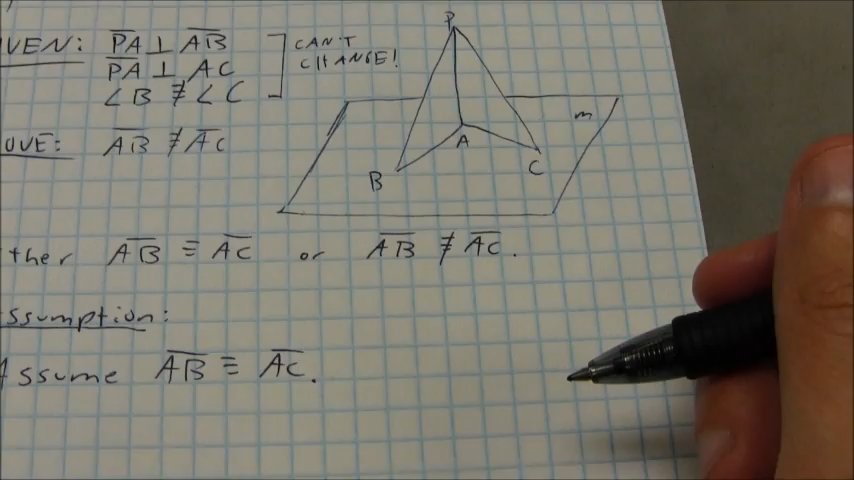 VEN: PA ⊥ AB
PA ⊥ AC
∠B ≢ ∠C
CAN'T
CHANGE!
OVE: AB ≢ AC
P
m
A
B
C
ther AB ≡ AC or AB ≢ AC.
ssumption:
Assume AB ≡ AC.